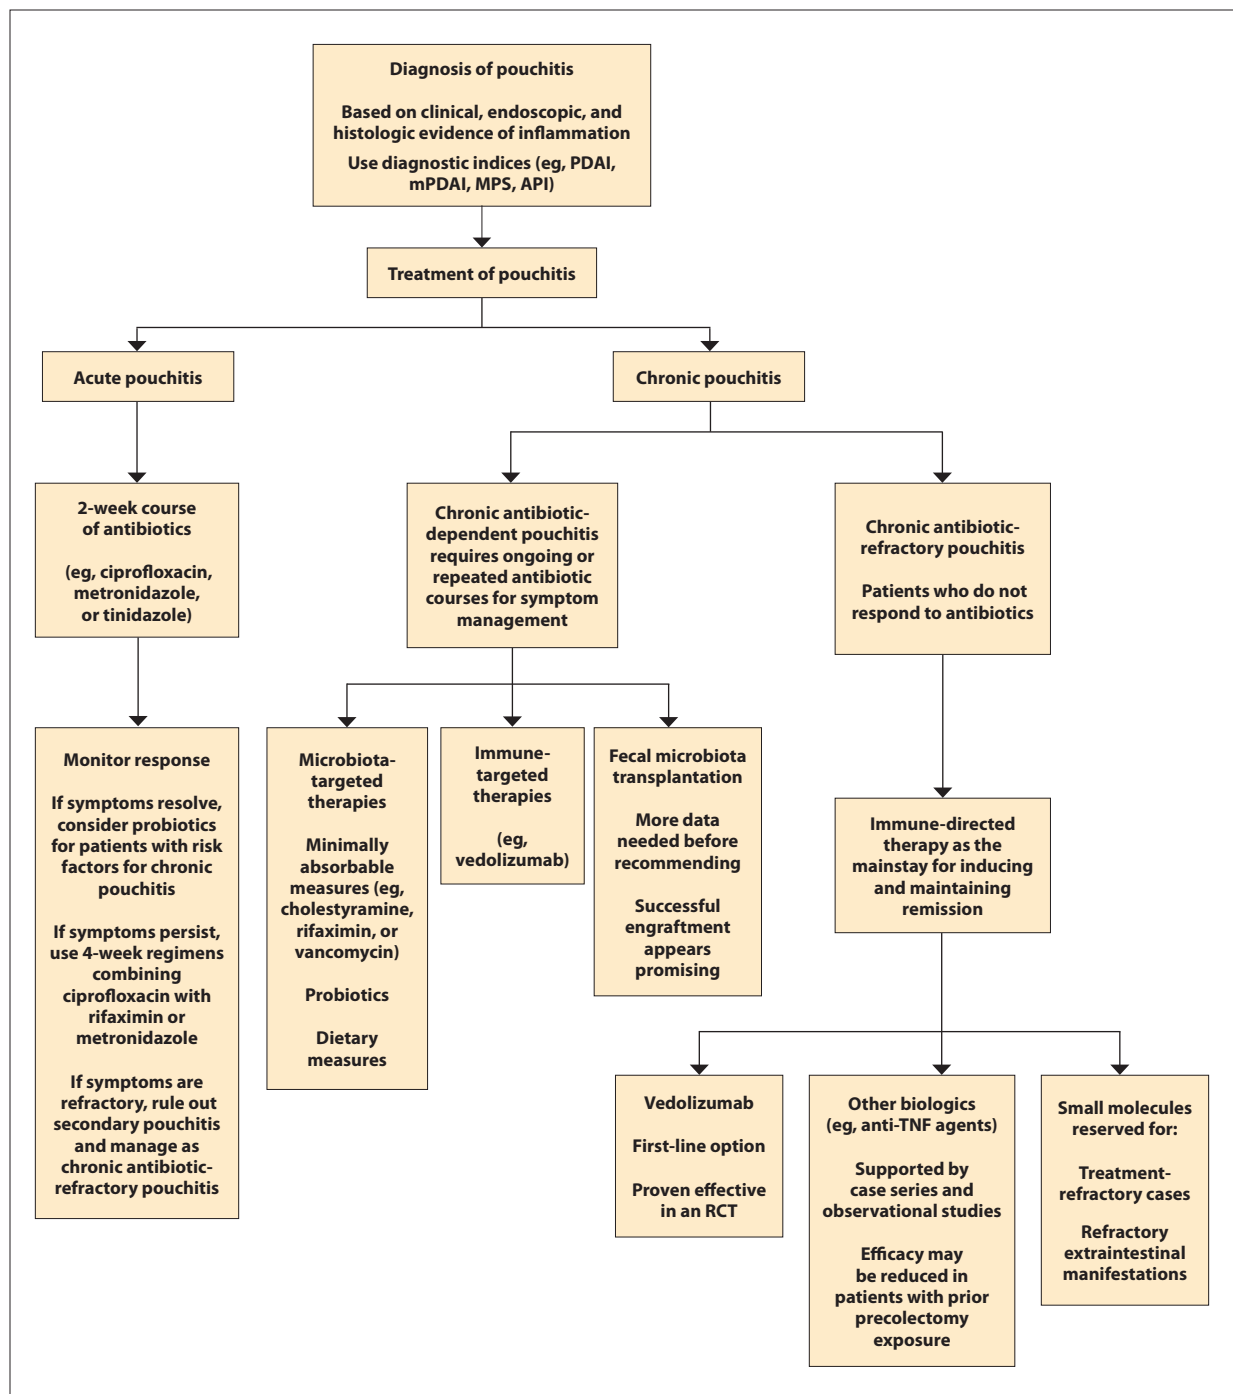 Diagnosis of pouchitis
Based on clinical, endoscopic, and
histologic evidence of inflammation
Use diagnostic indices (eg, PDAI,
mPDAI, MPS, API)
Treatment of pouchitis
Acute pouchitis
Chronic pouchitis
2-week course
of antibiotics
(eg, ciprofloxacin,
metronidazole,
or tinidazole)
Chronic antibiotic-
dependent pouchitis
requires ongoing or
repeated antibiotic
courses for symptom
management
Chronic antibiotic-
refractory pouchitis
Patients who do not
respond to antibiotics
Monitor response
If symptoms resolve,
consider probiotics
for patients with risk
factors for chronic
pouchitis
If symptoms persist,
use 4-week regimens
combining
ciprofloxacin with
rifaximin or
metronidazole
If symptoms are
refractory, rule out
secondary pouchitis
and manage as
chronic antibiotic-
refractory pouchitis
Microbiota-
targeted
therapies
Minimally
absorbable
measures (eg,
cholestyramine,
rifaximin, or
vancomycin)
Probiotics
Dietary
measures
Immune-
targeted
therapies
(eg,
vedolizumab)
Fecal microbiota
transplantation
More data
needed before
recommending
Successful
engraftment
appears
promising
Immune-directed
therapy as the
mainstay for inducing
and maintaining
remission
Vedolizumab
First-line option
Proven effective
in an RCT
Other biologics
(eg, anti-TNF agents)
Supported by
case series and
observational studies
Efficacy may
be reduced in
patients with prior
precolectomy
exposure
Small molecules
reserved for:
Treatment-
refractory cases
Refractory
extraintestinal
manifestations